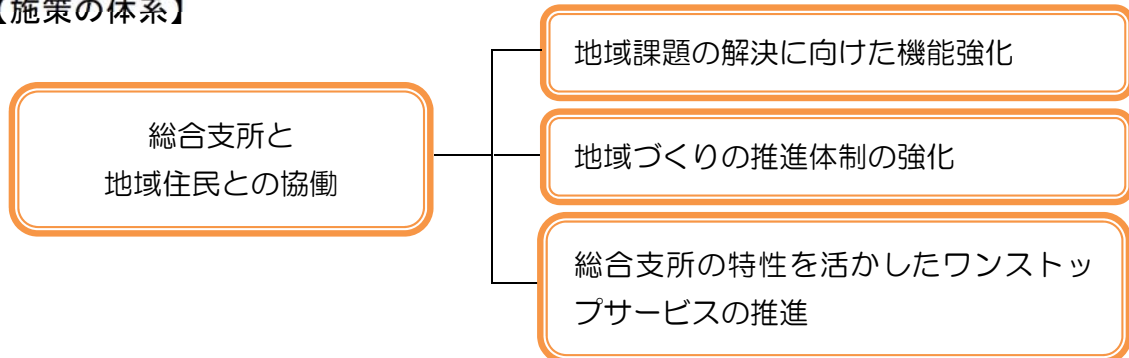 【施策の体系】
総合支所と
地域住民との協働
地域課題の解決に向けた機能強化
地域づくりの推進体制の強化
総合支所の特性を活かしたワンストッ
プサービスの推進